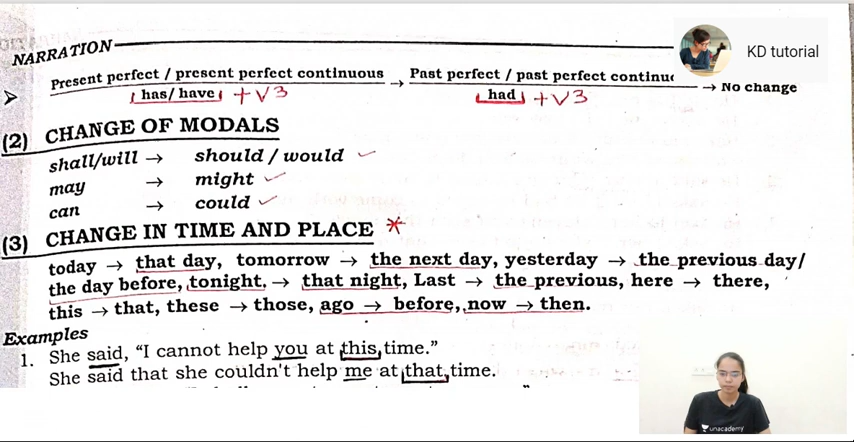 NARRATION
KD tutorial
Present perfect / present perfect continuous → Past perfect / past perfect → No change
has/have +V3 had +V3
(2) CHANGE OF MODALS
shall/will → should / would
may → might
can → could
(3) CHANGE IN TIME AND PLACE *
today → that day, tomorrow → the next day, yesterday → the previous day/
the day before, tonight, → that night, Last → the previous, here → there,
this → that, these → those, ago → before, now → then.
Examples
1. She said, “I cannot help you at this time.”
She said that she couldn't help me at that time.
unacademy